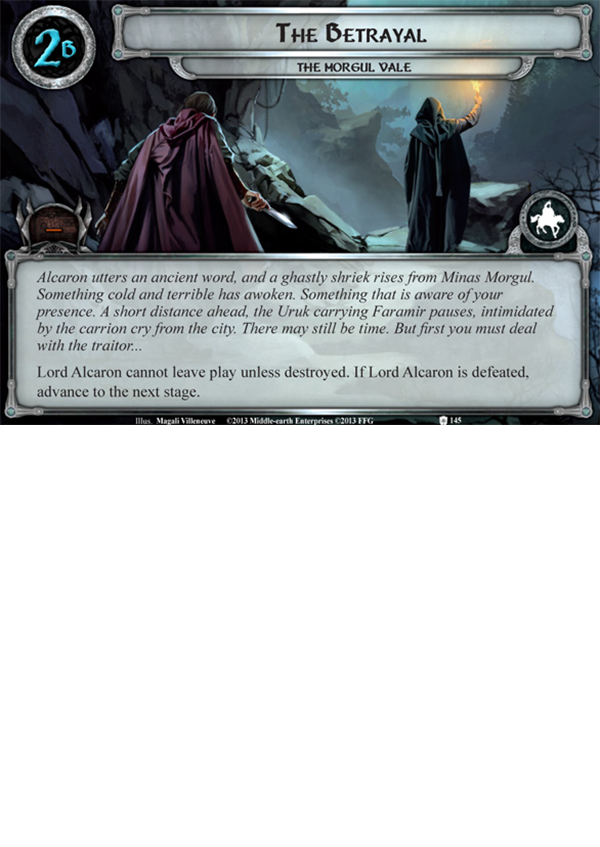 2B
THE BETRAYAL
THE MORGUL VALE
Alcaron utters an ancient word, and a ghastly shriek rises from Minas Morgul.
Something cold and terrible has awoken. Something that is aware of your
presence. A short distance ahead, the Uruk carrying Faramir pauses, intimidated
by the carrion cry from the city. There may still be time. But first you must deal
with the traitor...
Lord Alcaron cannot leave play unless destroyed. If Lord Alcaron is defeated,
advance to the next stage.
Illus. Magali Villeneuve ©2013 Middle-earth Enterprises ©2013 FFG 145